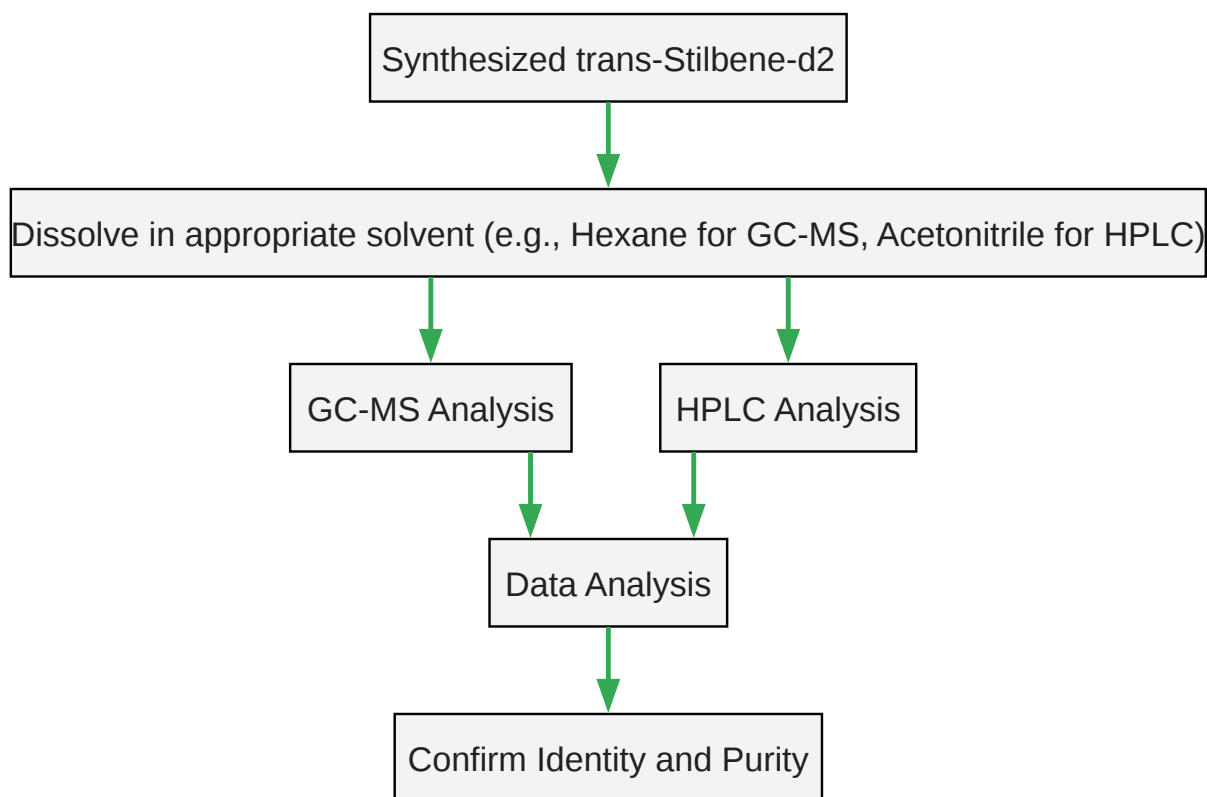 Synthesized trans-Stilbene-d2
Dissolve in appropriate solvent (e.g., Hexane for GC-MS, Acetonitrile for HPLC)
GC-MS Analysis
HPLC Analysis
Data Analysis
Confirm Identity and Purity